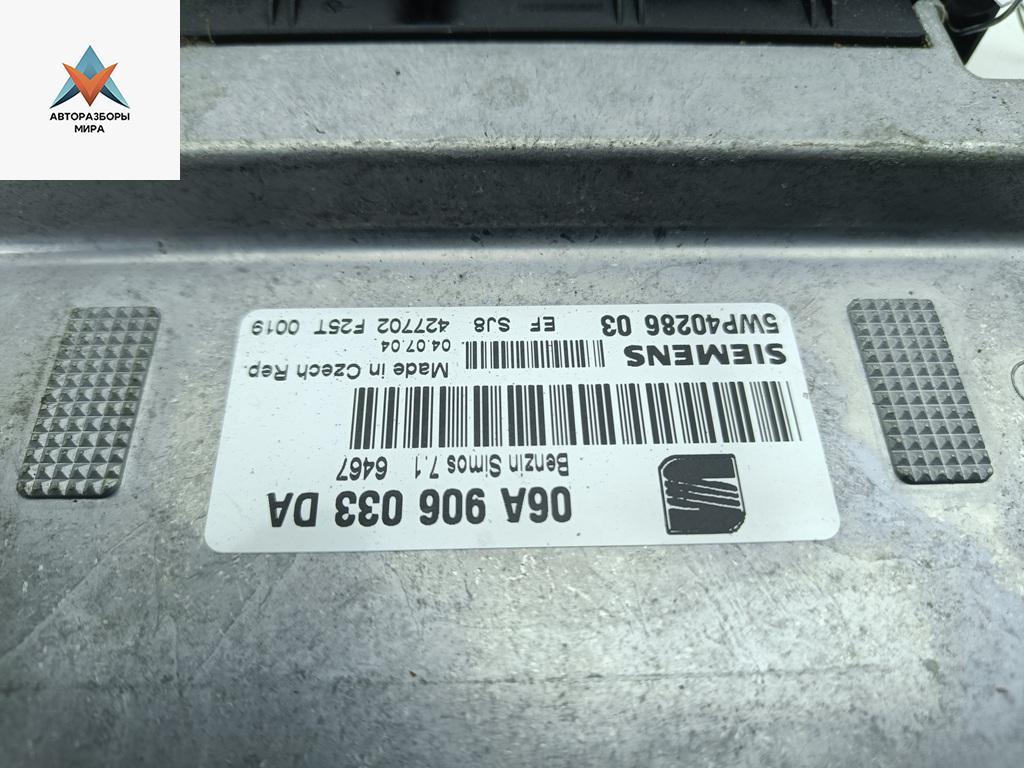 АВТОРАЗБОРЫ
МИРА
06A 906 033 DA
Benzin Simos 7.1 6467
SIEMENS
Made in Czech Rep.
04.07.04
5WP40286 03 EF SJ8 427702 F25T 0019